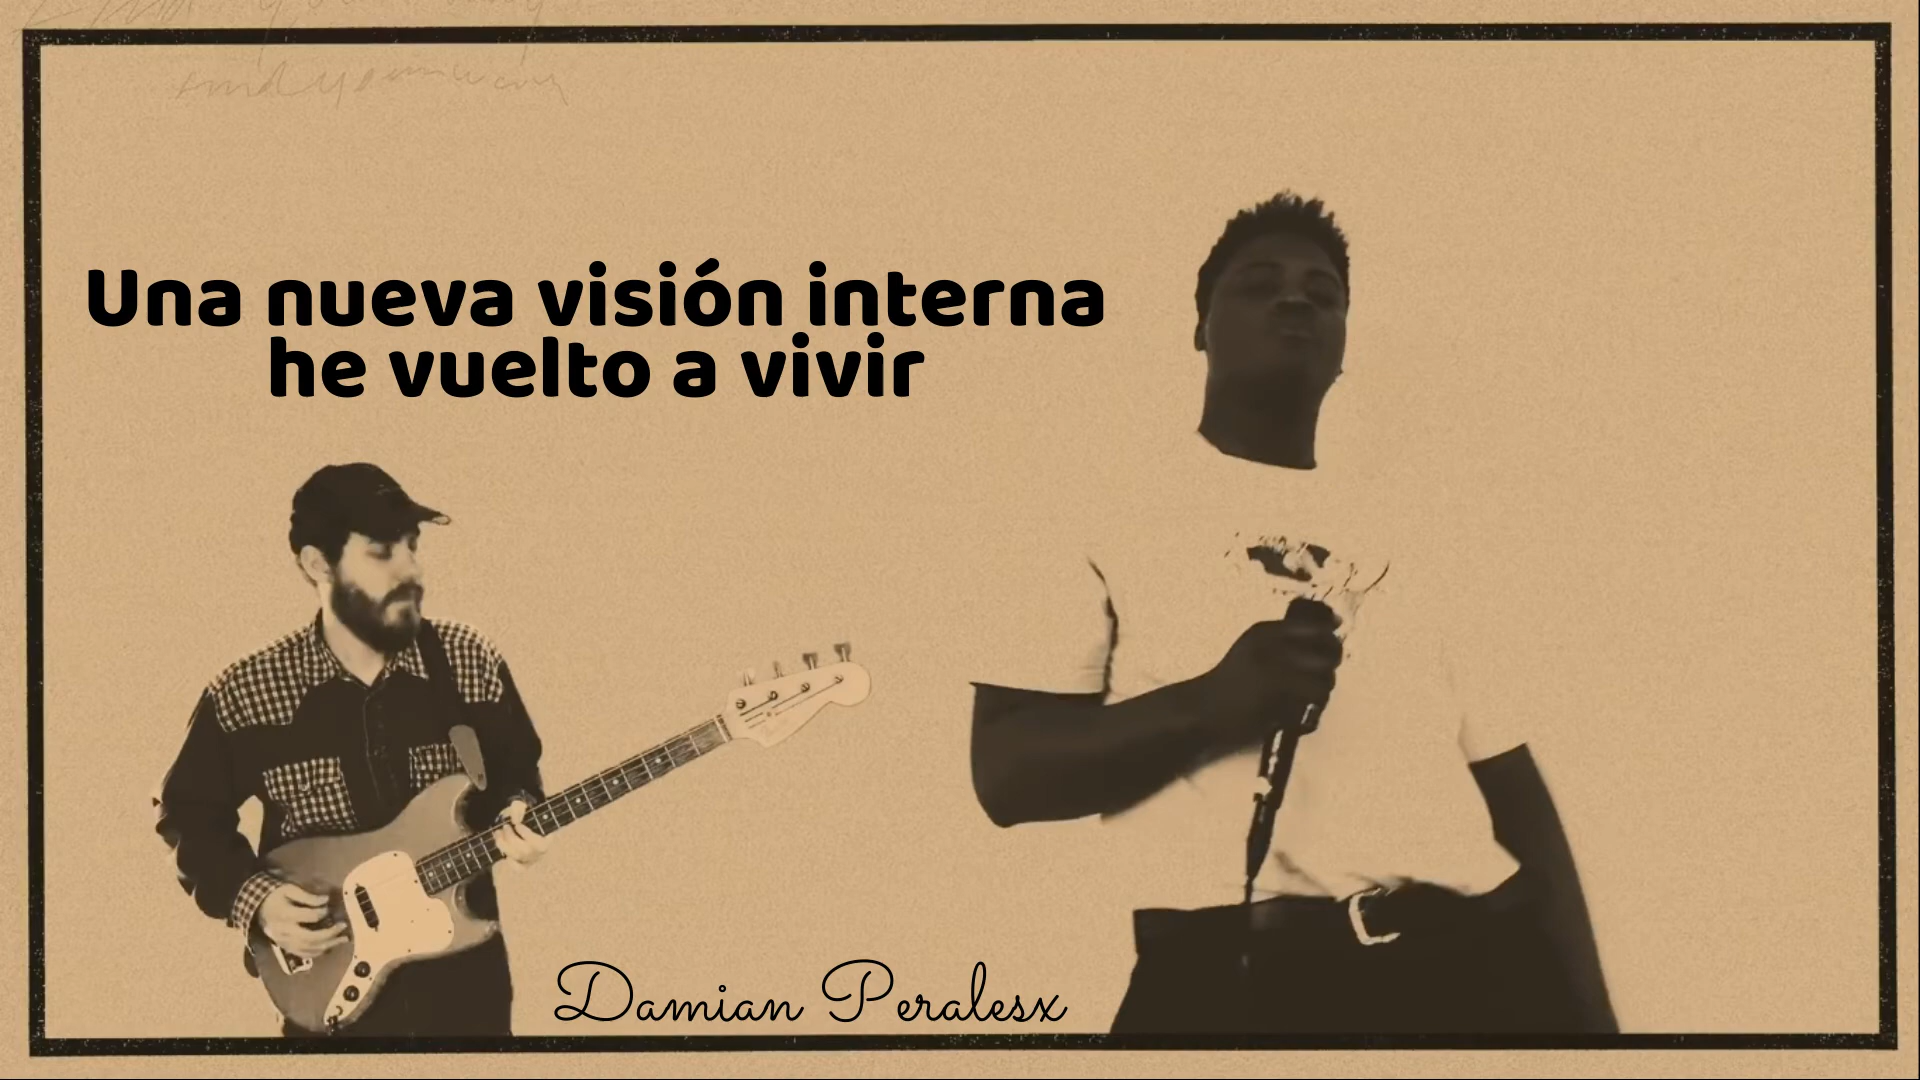 Una nueva visión interna
he vuelto a vivir
Damian Peralesx